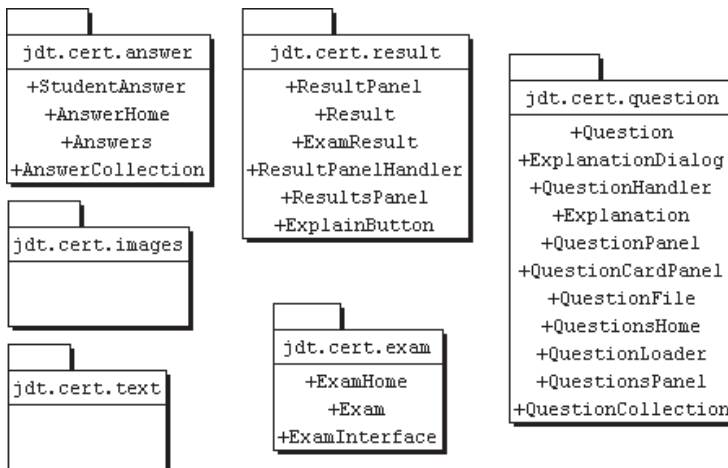 jdt.cert.answer
+StudentAnswer
+AnswerHome
+Answers
+AnswerCollection
jdt.cert.images
jdt.cert.text
jdt.cert.result
+ResultPanel
+Result
+ExamResult
+ResultPanelHandler
+ResultsPanel
+ExplainButton
jdt.cert.exam
+ExamHome
+Exam
+ExamInterface
jdt.cert.question
+Question
+ExplanationDialog
+QuestionHandler
+Explanation
+QuestionPanel
+QuestionCardPanel
+QuestionFile
+QuestionsHome
+QuestionLoader
+QuestionsPanel
+QuestionCollection